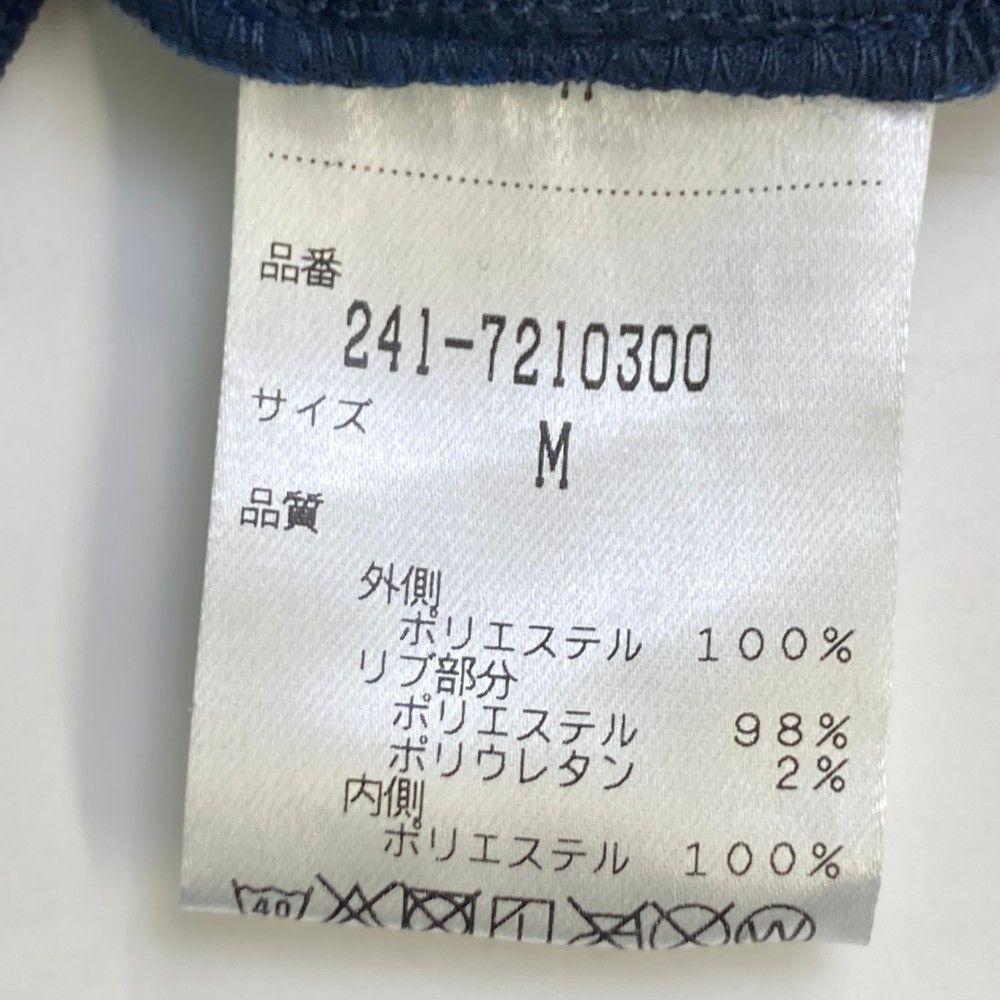 品番
241-7210300
サイズ
M
品質
外側
ポリエステル 100%
リブ部分
ポリエステル 98%
ポリウレタン 2%
内側
ポリエステル 100%
40
W